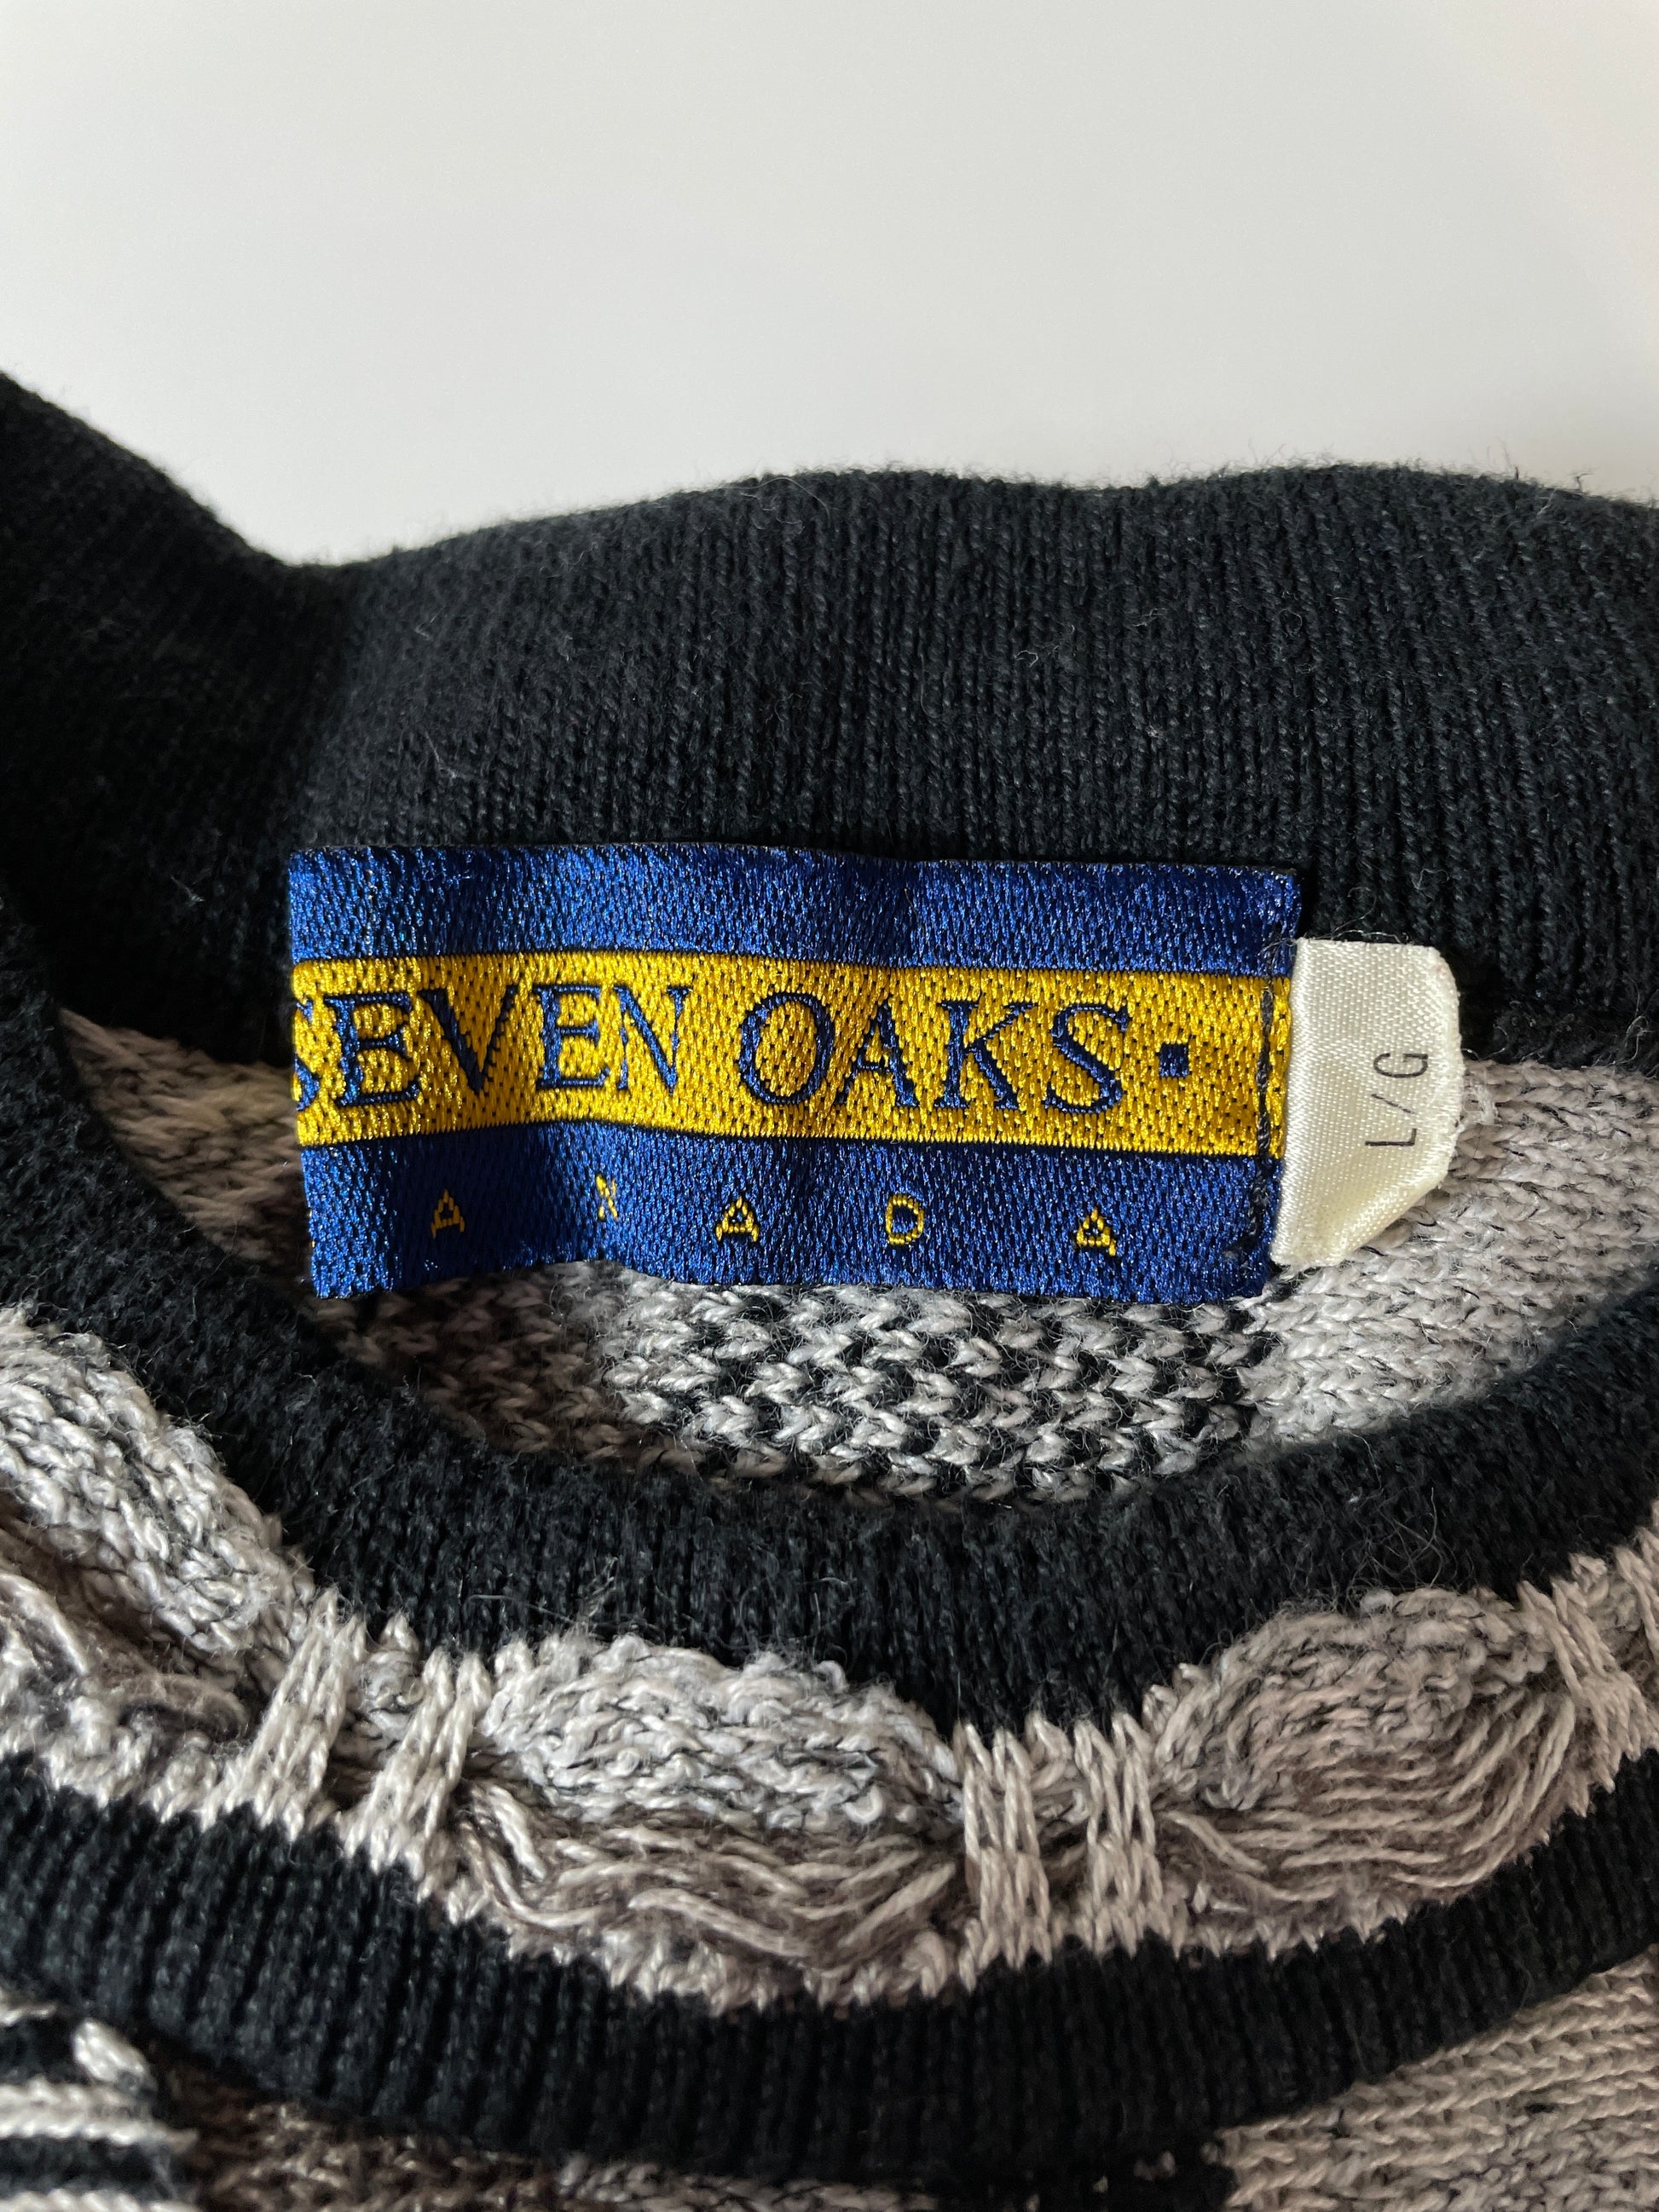 SEVEN OAKS▪
ANADA
L/G